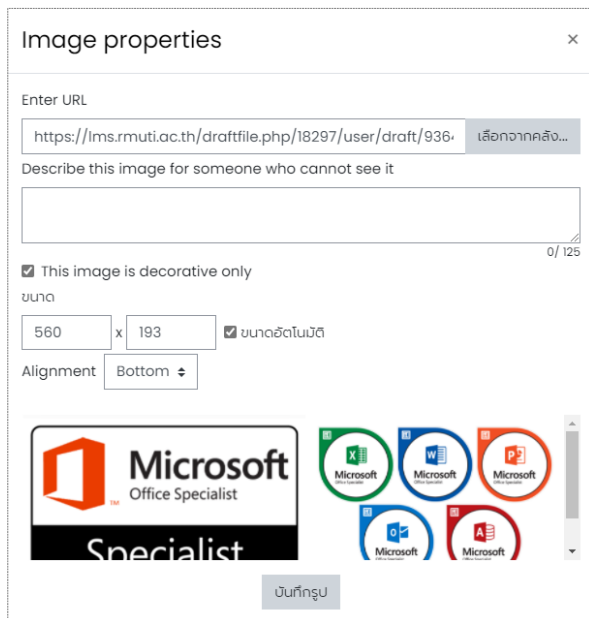 Image properties ×
Enter URL
https://lms.rmuti.ac.th/draftfile.php/18297/user/draft/936 เลือกจากคลัง...
Describe this image for someone who cannot see it
0/ 125
This image is decorative only
ขนาด
560 x 193 ขนาดอัตโนมัติ
Alignment Bottom
Microsoft
Office Specialist
TM
Specialist
Microsoft Microsoft Microsoft
Office Specialist Office Specialist Office Specialist
Microsoft Microsoft
บันทึกรูป